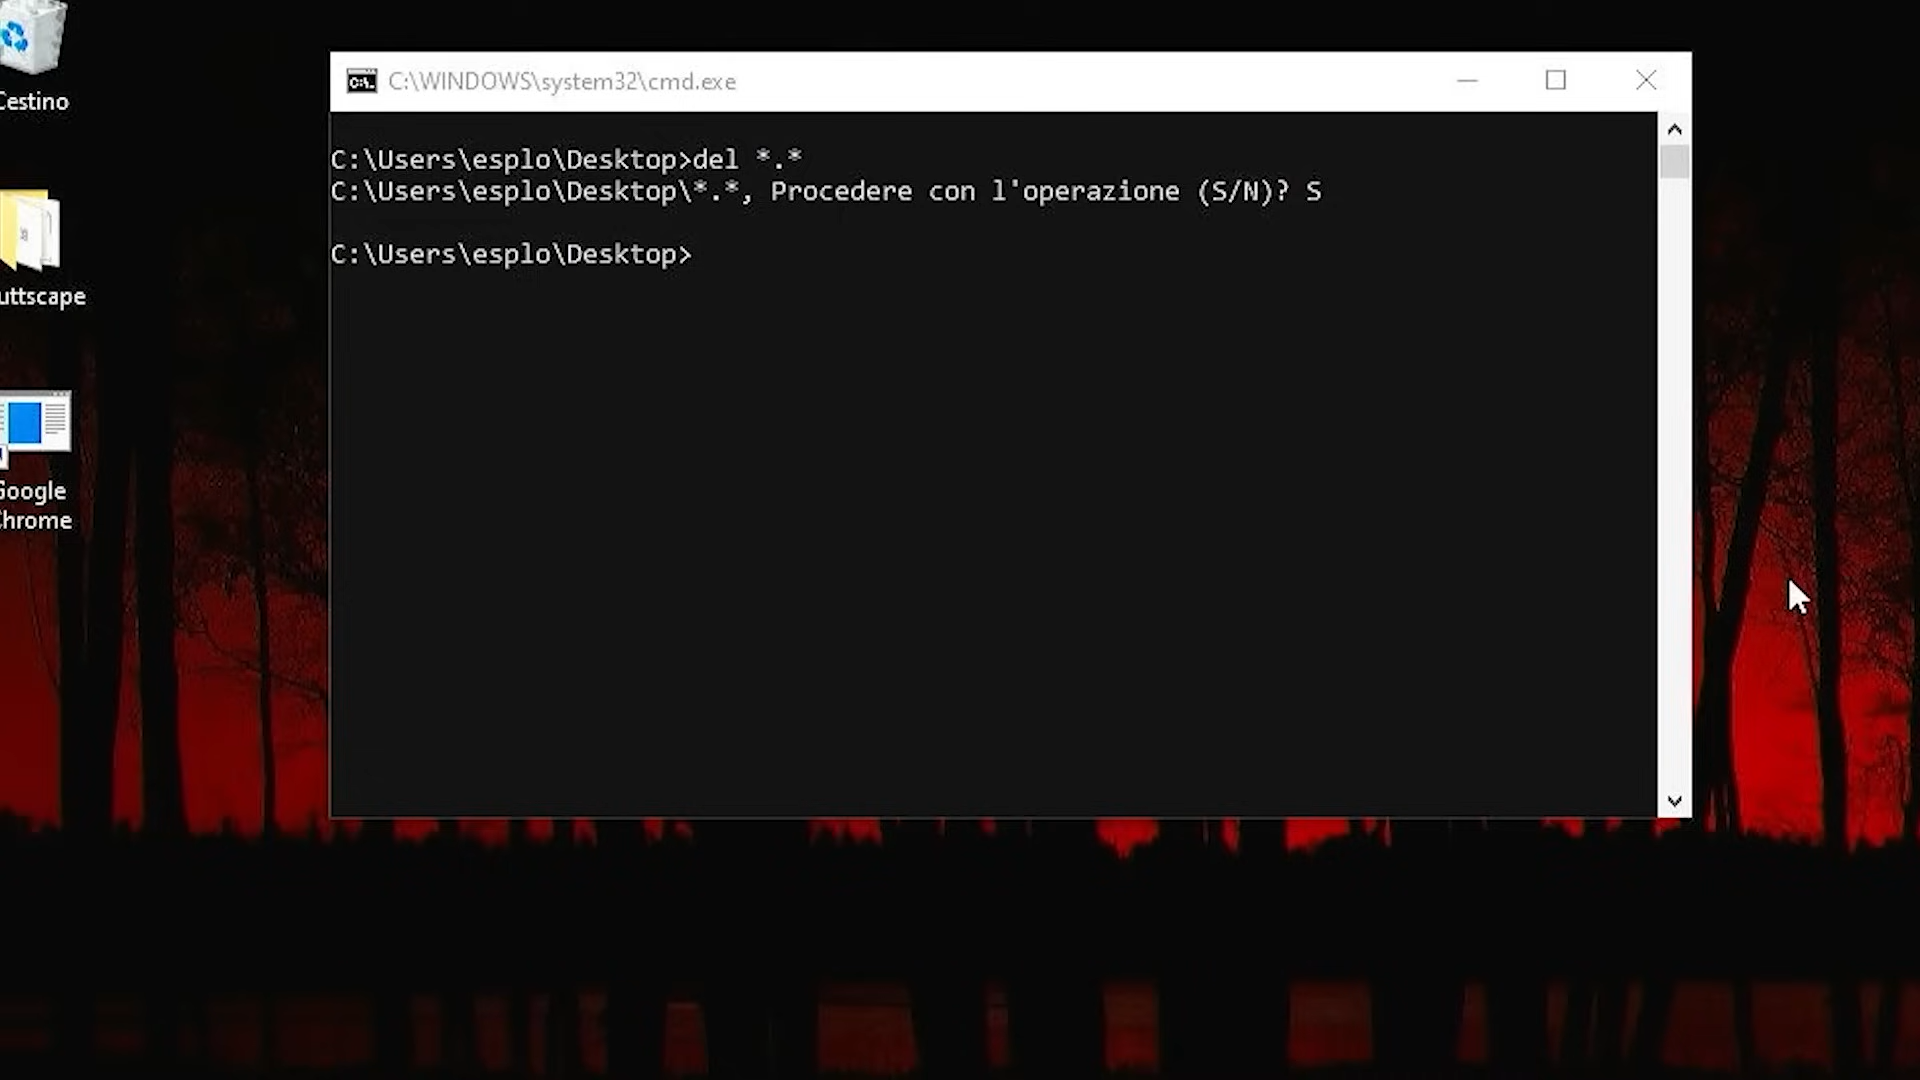 Cestino
uttscape
Google
Chrome
C:\WINDOWS\system32\cmd.exe
C:\Users\esplo\Desktop>del *.*
C:\Users\esplo\Desktop\*.*, Procedere con l'operazione (S/N)? S
C:\Users\esplo\Desktop>